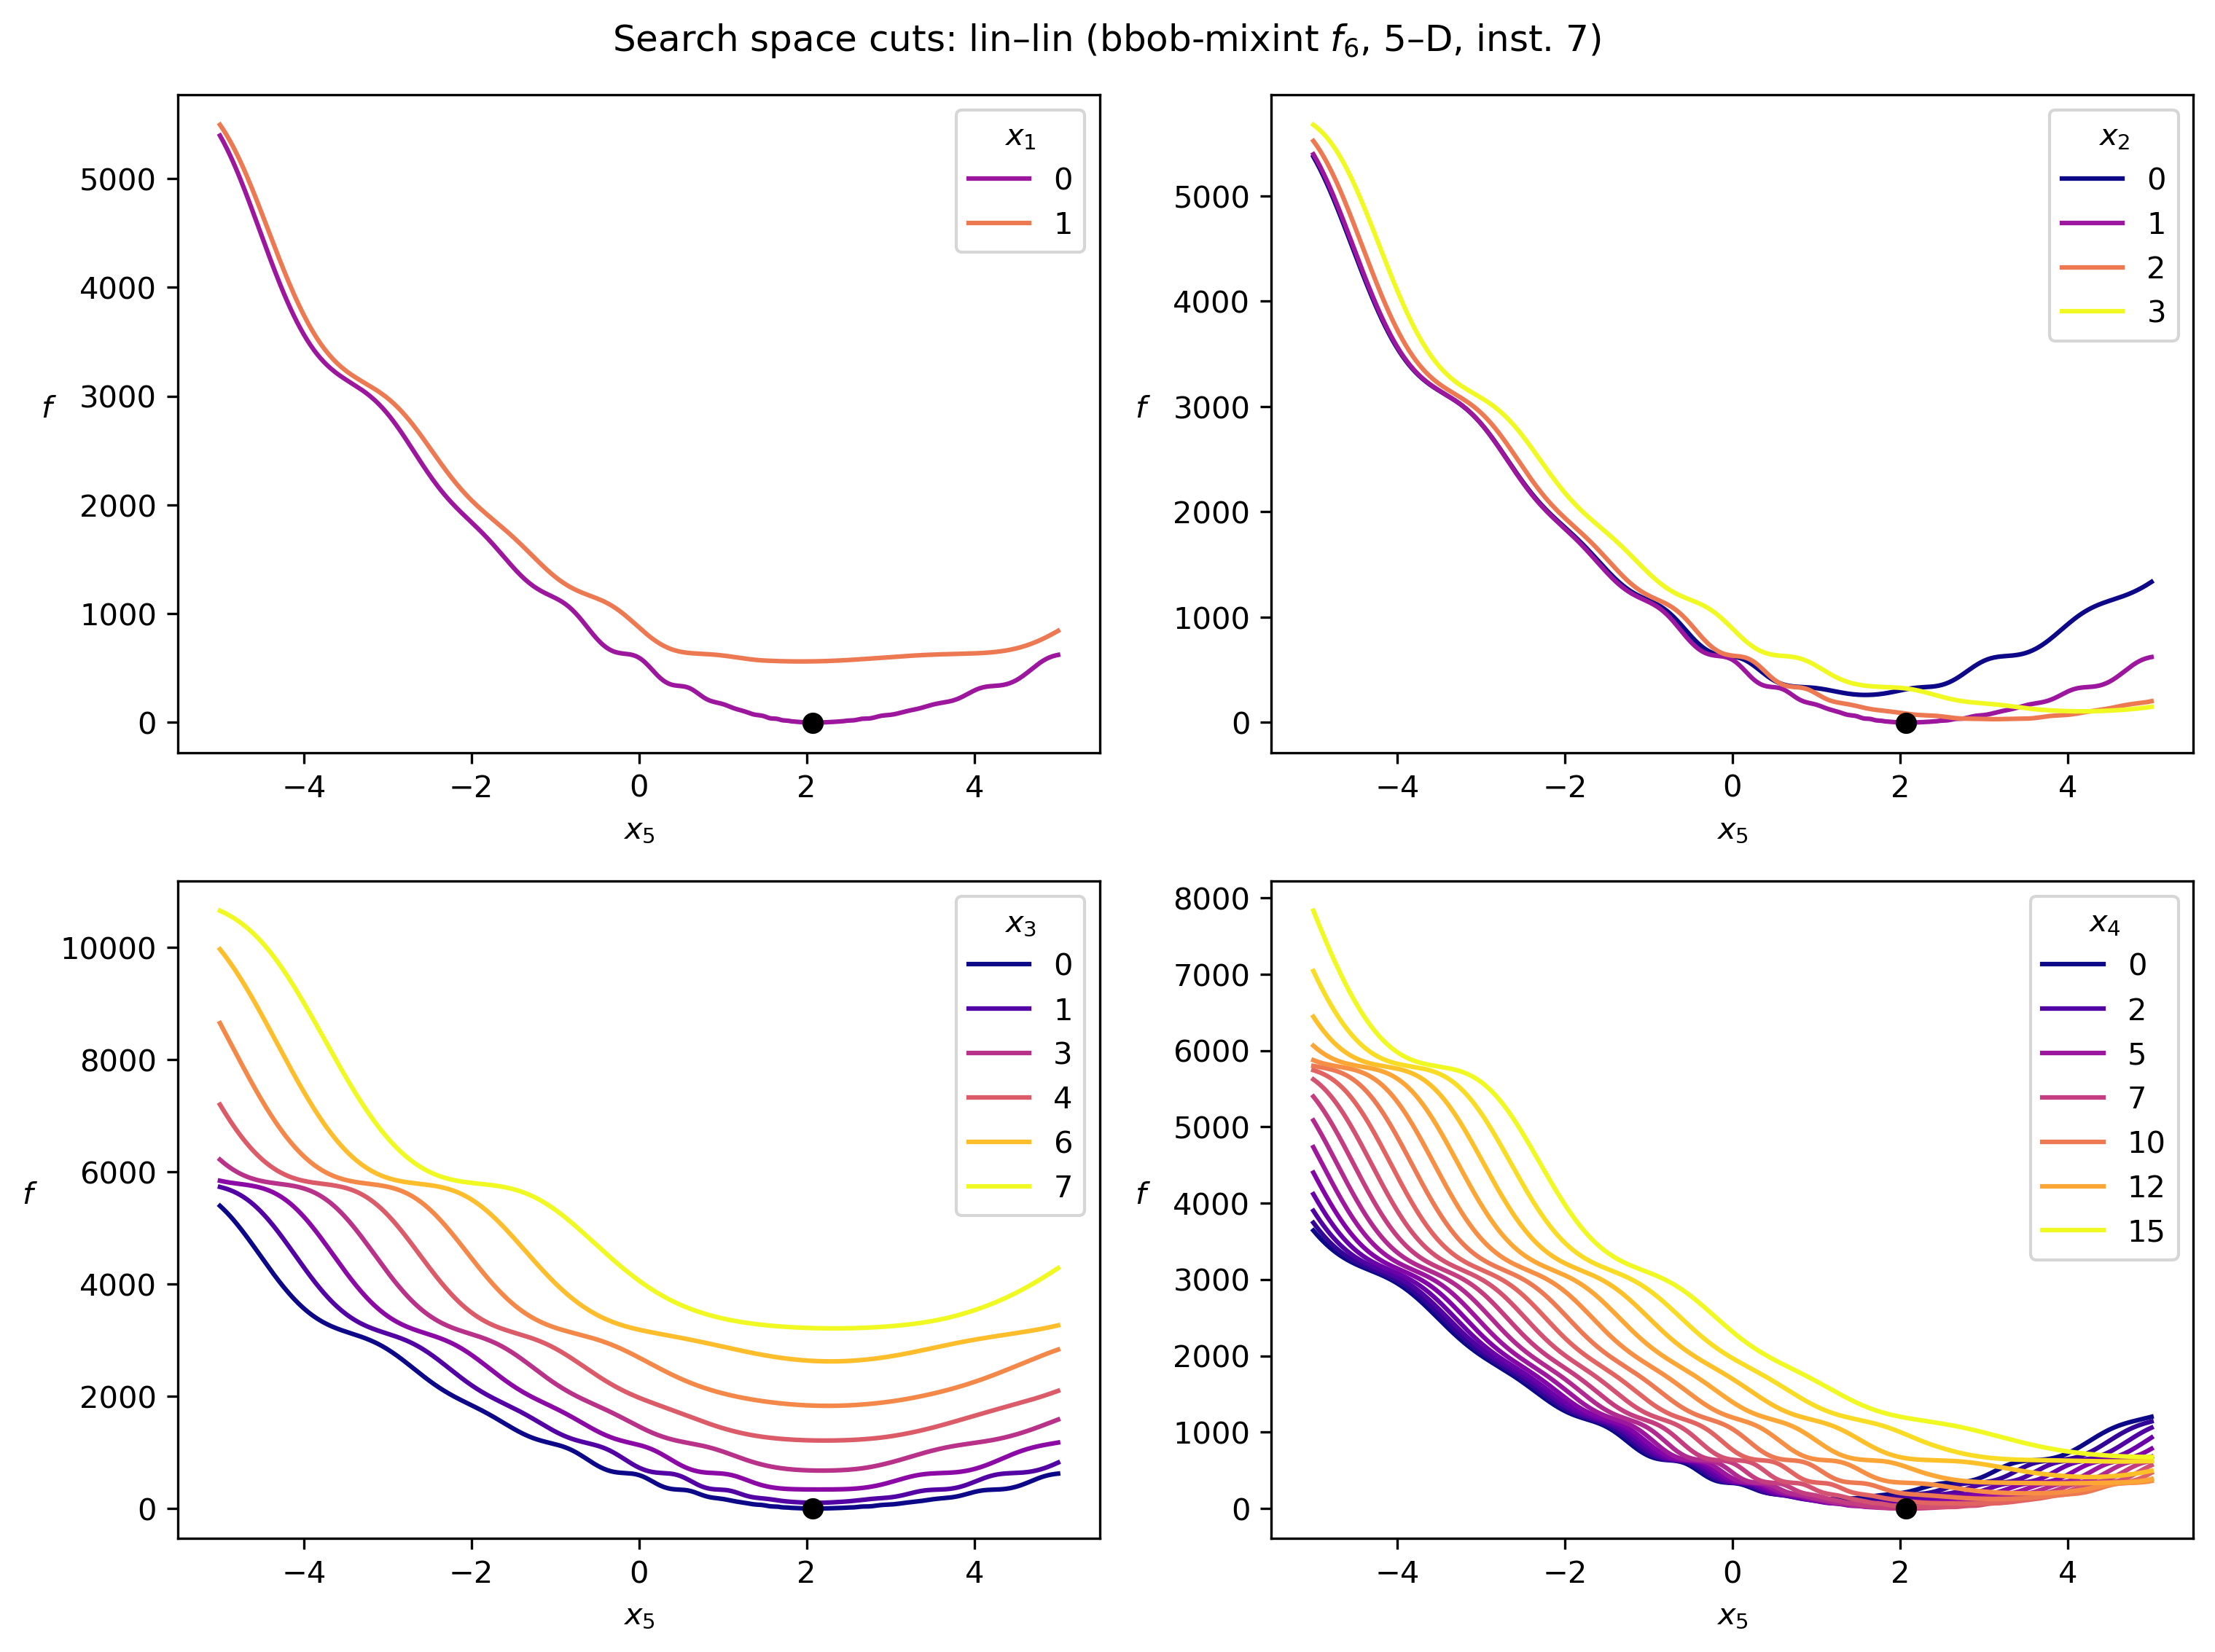 Search space cuts: lin–lin (bbob-mixint f₆, 5–D, inst. 7)
x₁
0
1
5000
4000
3000
2000
1000
0
f
−4 −2 0 2 4
x₅
x₂
0
1
2
3
5000
4000
3000
2000
1000
0
f
−4 −2 0 2 4
x₅
x₃
0
1
3
4
6
7
10000
8000
6000
4000
2000
0
f
−4 −2 0 2 4
x₅
x₄
0
2
5
7
10
12
15
8000
7000
6000
5000
4000
3000
2000
1000
0
f
−4 −2 0 2 4
x₅